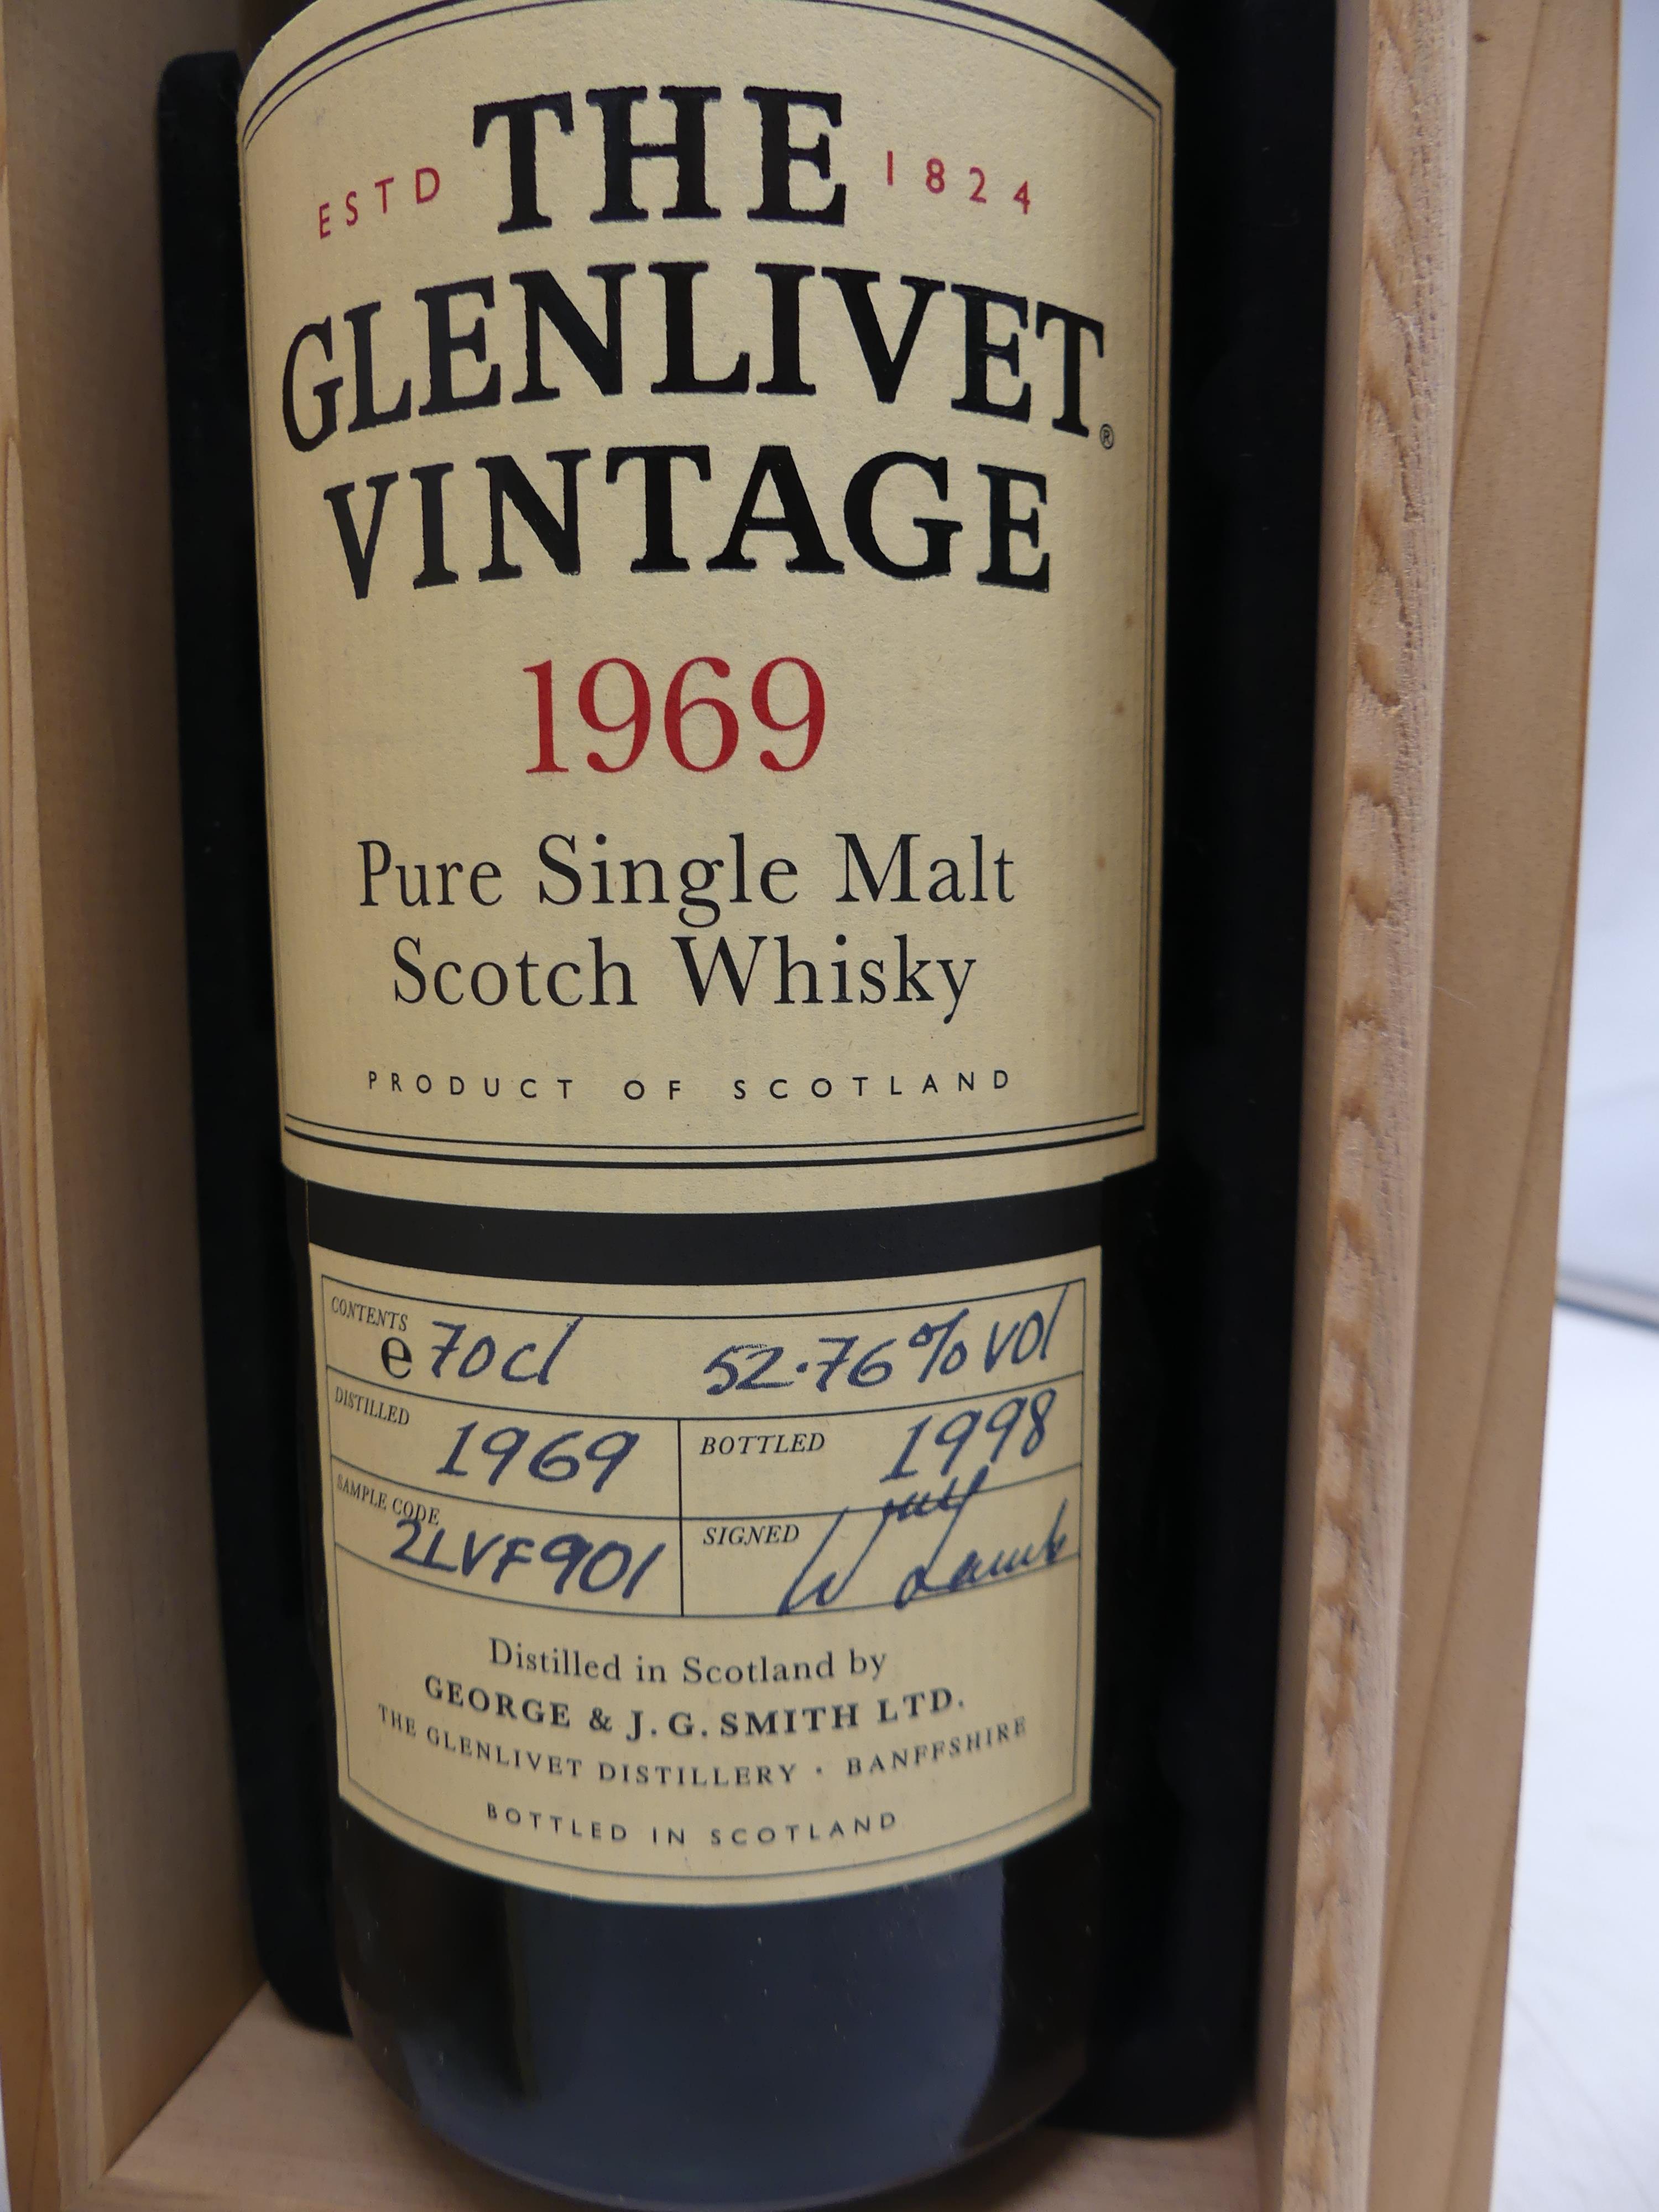 ESTD THE 1824
GLENLIVET®
VINTAGE
1969
Pure Single Malt
Scotch Whisky
PRODUCT OF SCOTLAND
CONTENTS e 70cl 52.76%vol
DISTILLED 1969 BOTTLED 1998
SAMPLE CODE 2LVF901 SIGNED W Lamb
Distilled in Scotland by
GEORGE & J. G. SMITH LTD.
THE GLENLIVET DISTILLERY · BANFFSHIRE
BOTTLED IN SCOTLAND